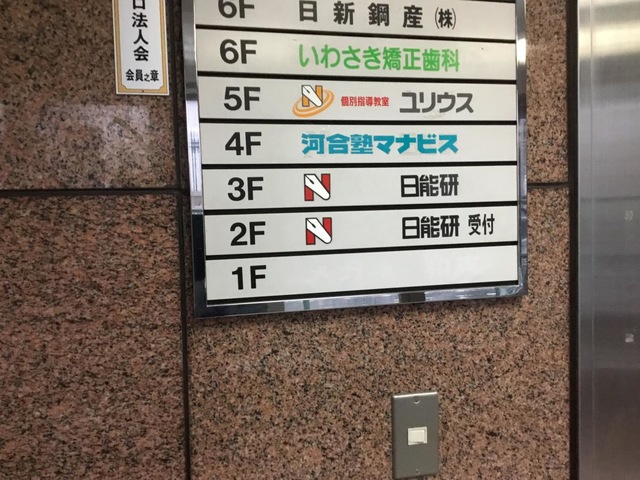 口法人会
会員之章
6F 日新鋼産(株)
6F いわさき矯正歯科
5F N 個別指導教室 ユリウス
4F 河合塾マナビス
3F N 日能研
2F N 日能研 受付
1F